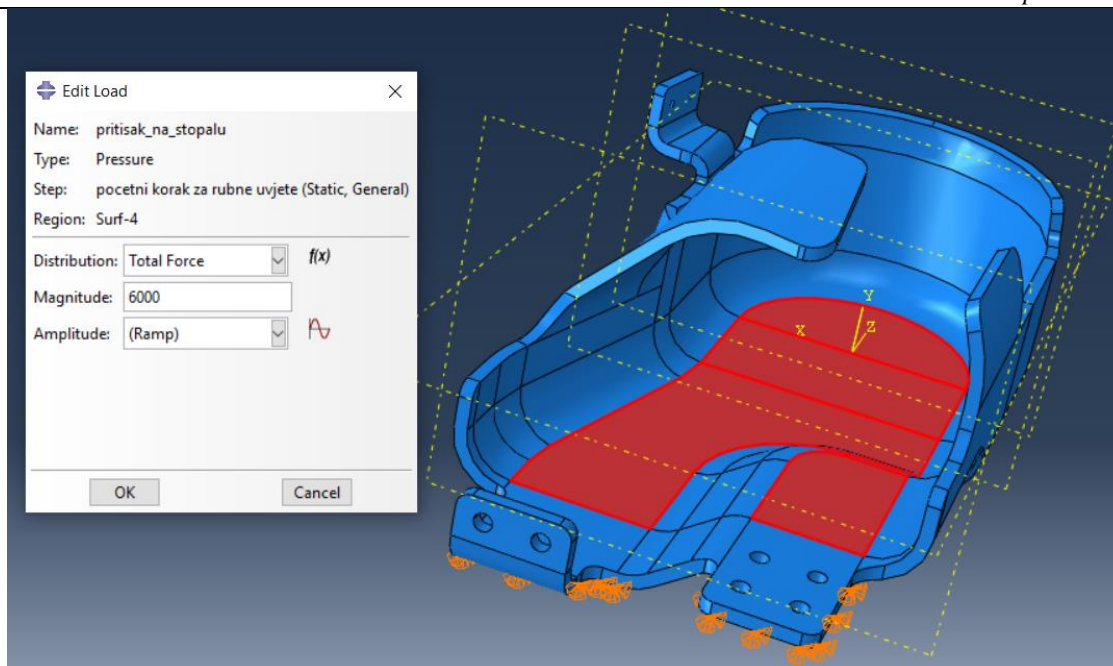 Edit Load
Name: pritisak_na_stopalu
Type: Pressure
Step: pocetni korak za rubne uvjete (Static, General)
Region: Surf-4
Distribution: Total Force f(x)
Magnitude: 6000
Amplitude: (Ramp)
OK Cancel
Y
X
Z